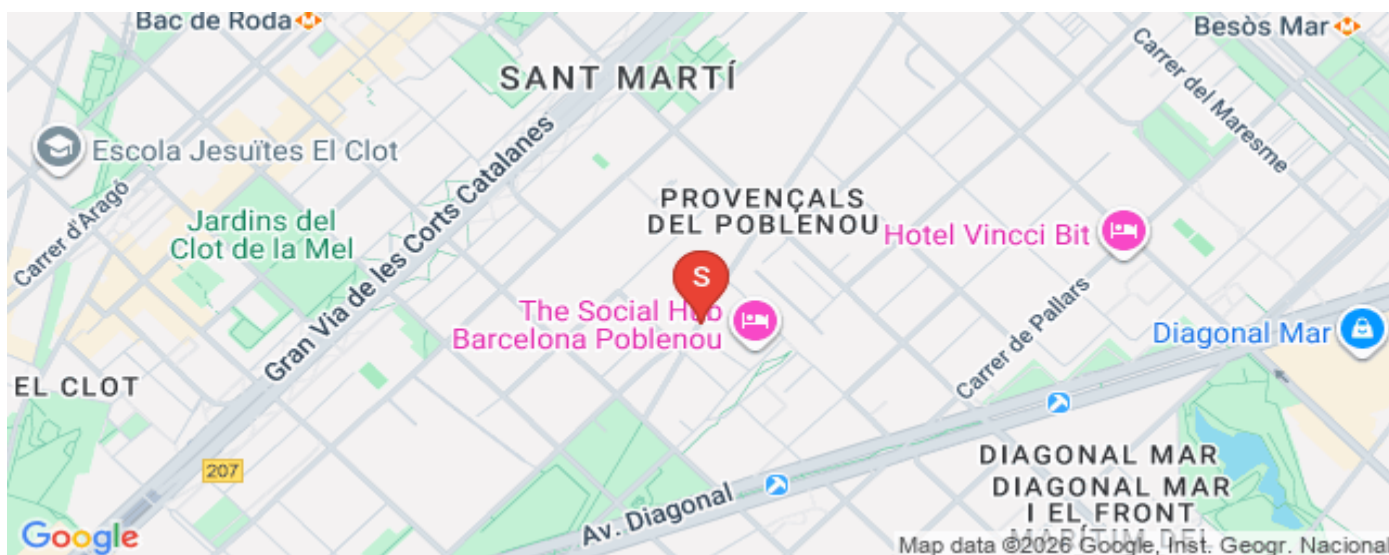 Bac de Roda
Besòs Mar
SANT MARTÍ
Carrer del Maresme
Escola Jesuïtes El Clot
Gran Via de les Corts Catalanes
Carrer d'Aragó
PROVENÇALS
DEL POBLENOU
Jardins del
Clot de la Mel
Hotel Vincci Bit
S
The Social Hub
Barcelona Poblenou
Carrer de Pallars
Diagonal Mar
EL CLOT
207
DIAGONAL MAR
DIAGONAL MAR
I EL FRONT
MARÍTIM DEL
Av. Diagonal
Google
Map data ©2026 Google, Inst. Geogr. Nacional